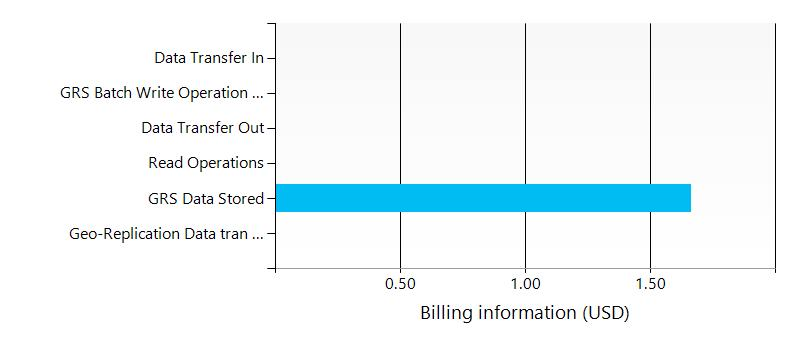 Data Transfer In
GRS Batch Write Operation ...
Data Transfer Out
Read Operations
GRS Data Stored
Geo-Replication Data tran ...
0.50 1.00 1.50
Billing information (USD)